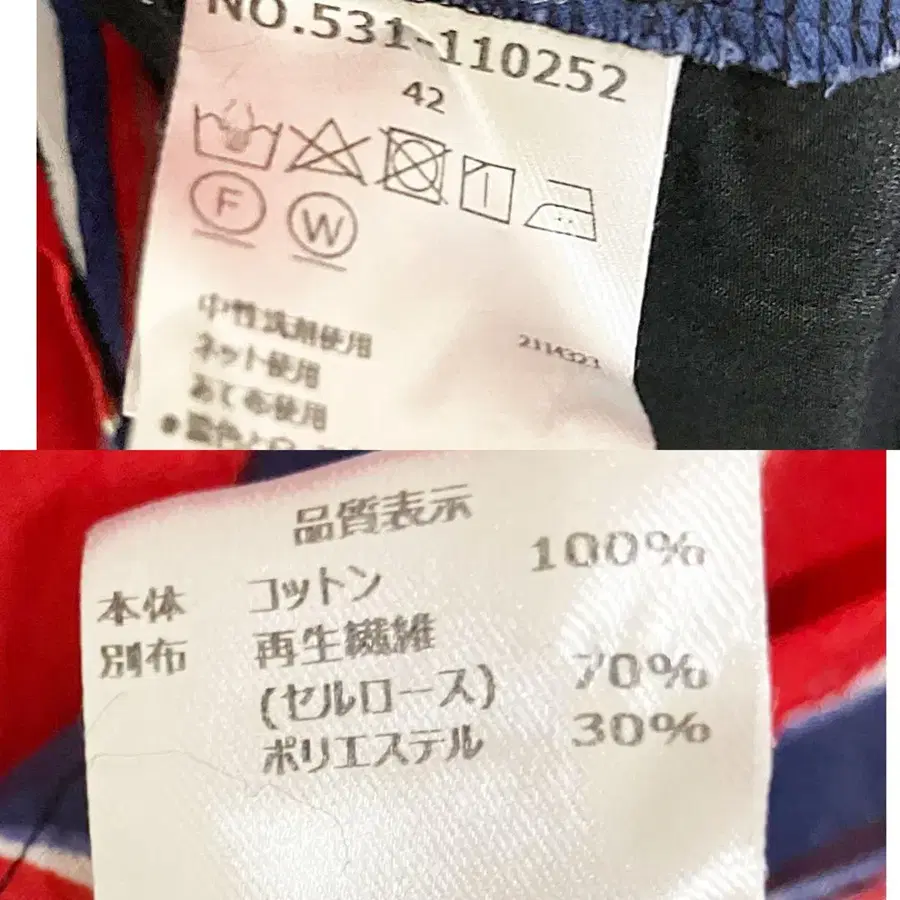 NO.531-110252
42
F
W
中性洗剤使用
ネット使用
あて布使用
2114323
品質表示
本体 コットン 100%
別布 再生繊維
(セルロース) 70%
ポリエステル 30%